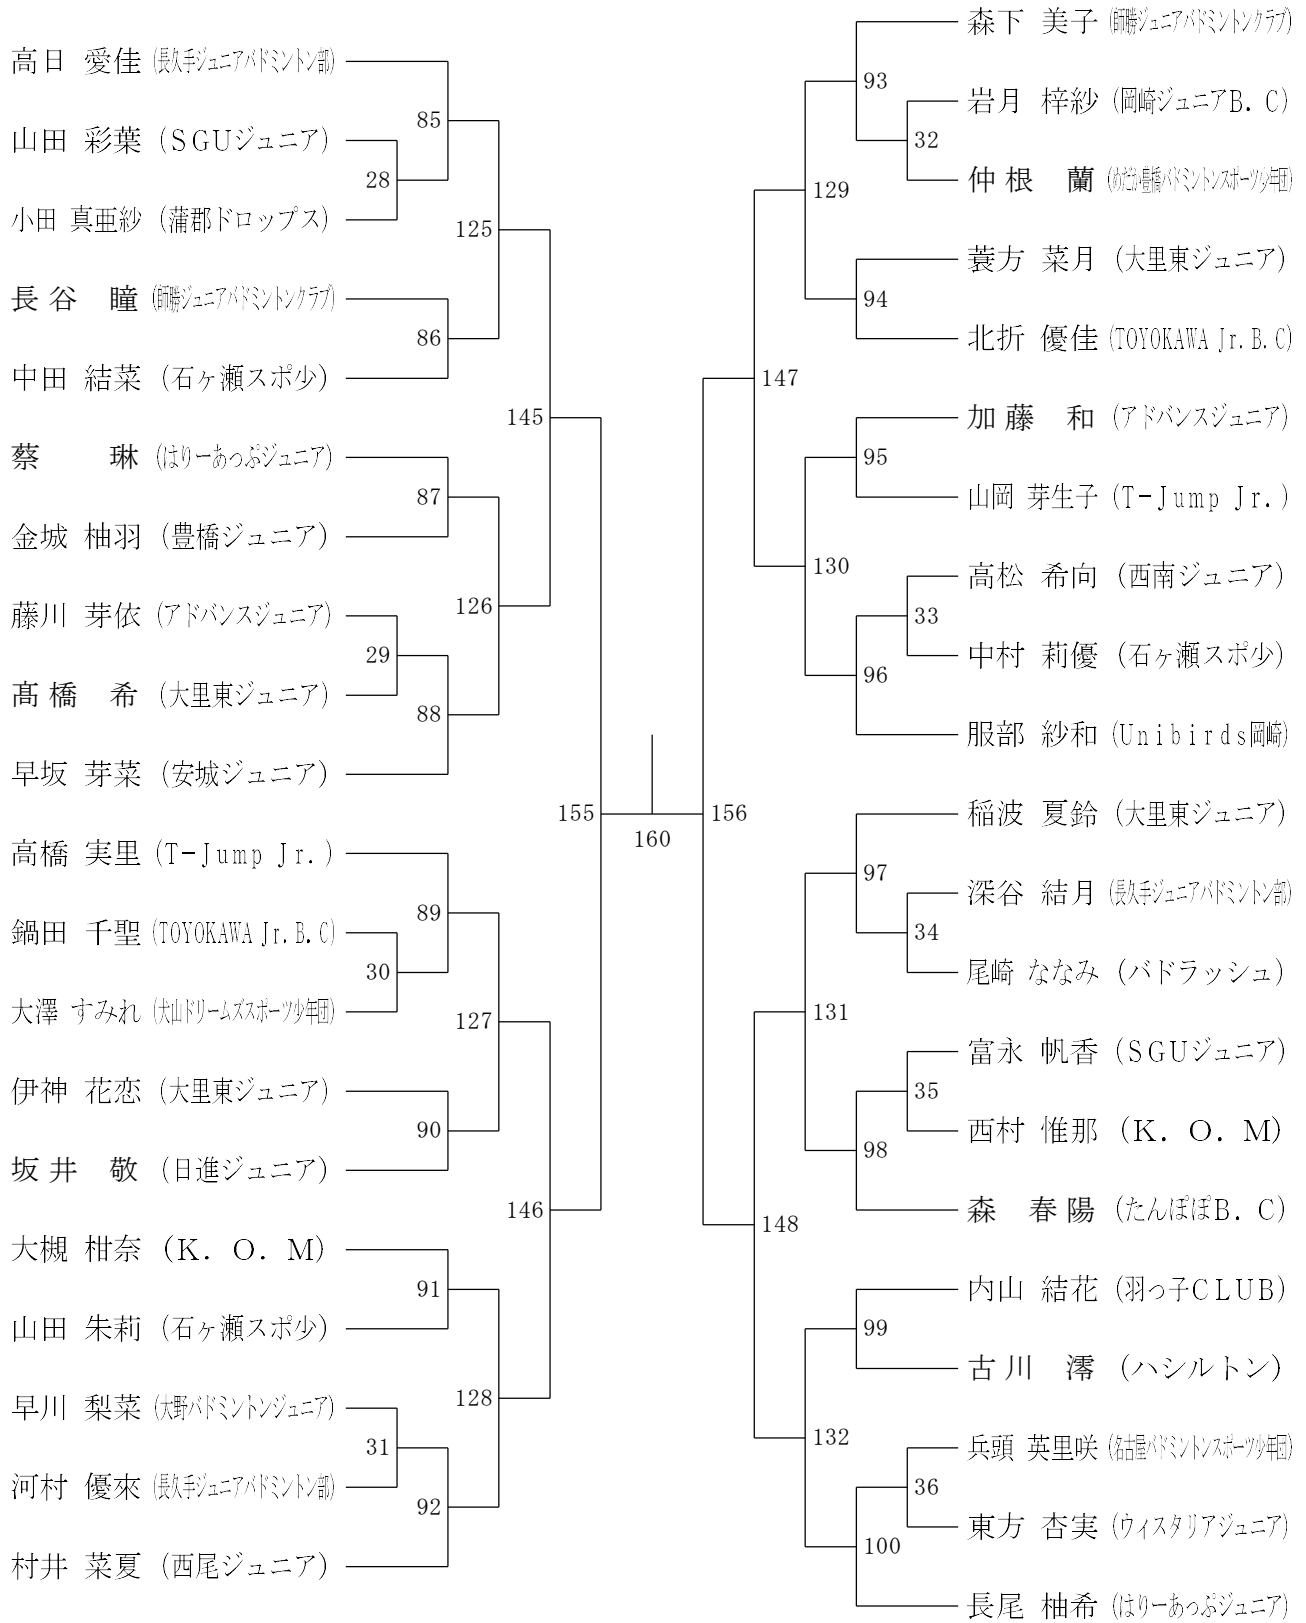 高日 愛佳 (長久手ジュニアバドミントン部)
山田 彩葉 (SGUジュニア)
小田 真亜紗 (蒲郡ドロップス)
長谷 瞳 (師勝ジュニアバドミントンクラブ)
中田 結菜 (石ヶ瀬スポ少)
蔡 琳 (はりーあっぷジュニア)
金城 柚羽 (豊橋ジュニア)
藤川 芽依 (アドバンスジュニア)
髙橋 希 (大里東ジュニア)
早坂 芽菜 (安城ジュニア)
高橋 実里 (T-Jump Jr.)
鍋田 千聖 (TOYOKAWA Jr.B.C)
大澤 すみれ (犬山ドリームズスポーツ少年団)
伊神 花恋 (大里東ジュニア)
坂井 敬 (日進ジュニア)
大槻 柑奈 (K.O.M)
山田 朱莉 (石ヶ瀬スポ少)
早川 梨菜 (大野バドミントンジュニア)
河村 優來 (長久手ジュニアバドミントン部)
村井 菜夏 (西尾ジュニア)
28
29
30
31
85
86
87
88
89
90
91
92
125
126
127
128
145
146
155
160
156
147
148
129
130
131
132
93
94
95
96
97
98
99
100
32
33
34
35
36
森下 美子 (師勝ジュニアバドミントンクラブ)
岩月 梓紗 (岡崎ジュニアB.C)
仲根 蘭 (めだか豊橋バドミントンスポーツ少年団)
蓑方 菜月 (大里東ジュニア)
北折 優佳 (TOYOKAWA Jr.B.C)
加藤 和 (アドバンスジュニア)
山岡 芽生子 (T-Jump Jr.)
高松 希向 (西南ジュニア)
中村 莉優 (石ヶ瀬スポ少)
服部 紗和 (Unibirds岡崎)
稲波 夏鈴 (大里東ジュニア)
深谷 結月 (長久手ジュニアバドミントン部)
尾崎 ななみ (バドラッシュ)
富永 帆香 (SGUジュニア)
西村 惟那 (K.O.M)
森 春陽 (たんぽぽB.C)
内山 結花 (羽っ子CLUB)
古川 澪 (ハシルトン)
兵頭 英里咲 (名古屋バドミントンスポーツ少年団)
東方 杏実 (ウィスタリアジュニア)
長尾 柚希 (はりーあっぷジュニア)